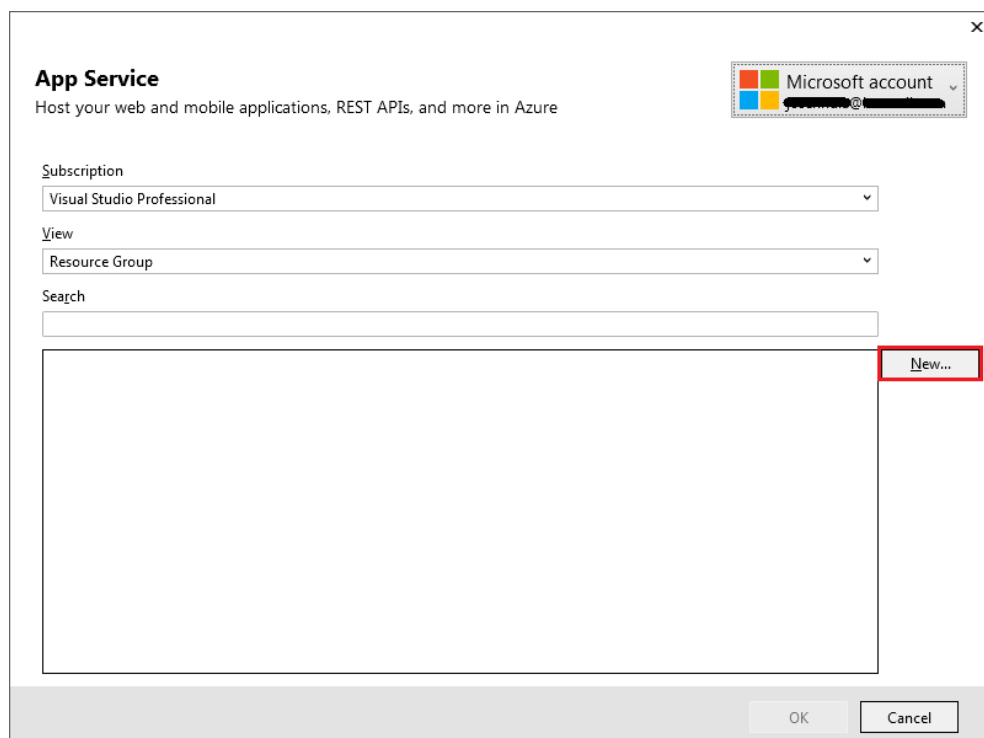 App Service
Host your web and mobile applications, REST APIs, and more in Azure
Microsoft account
Subscription
Visual Studio Professional
View
Resource Group
Search
New...
OK
Cancel